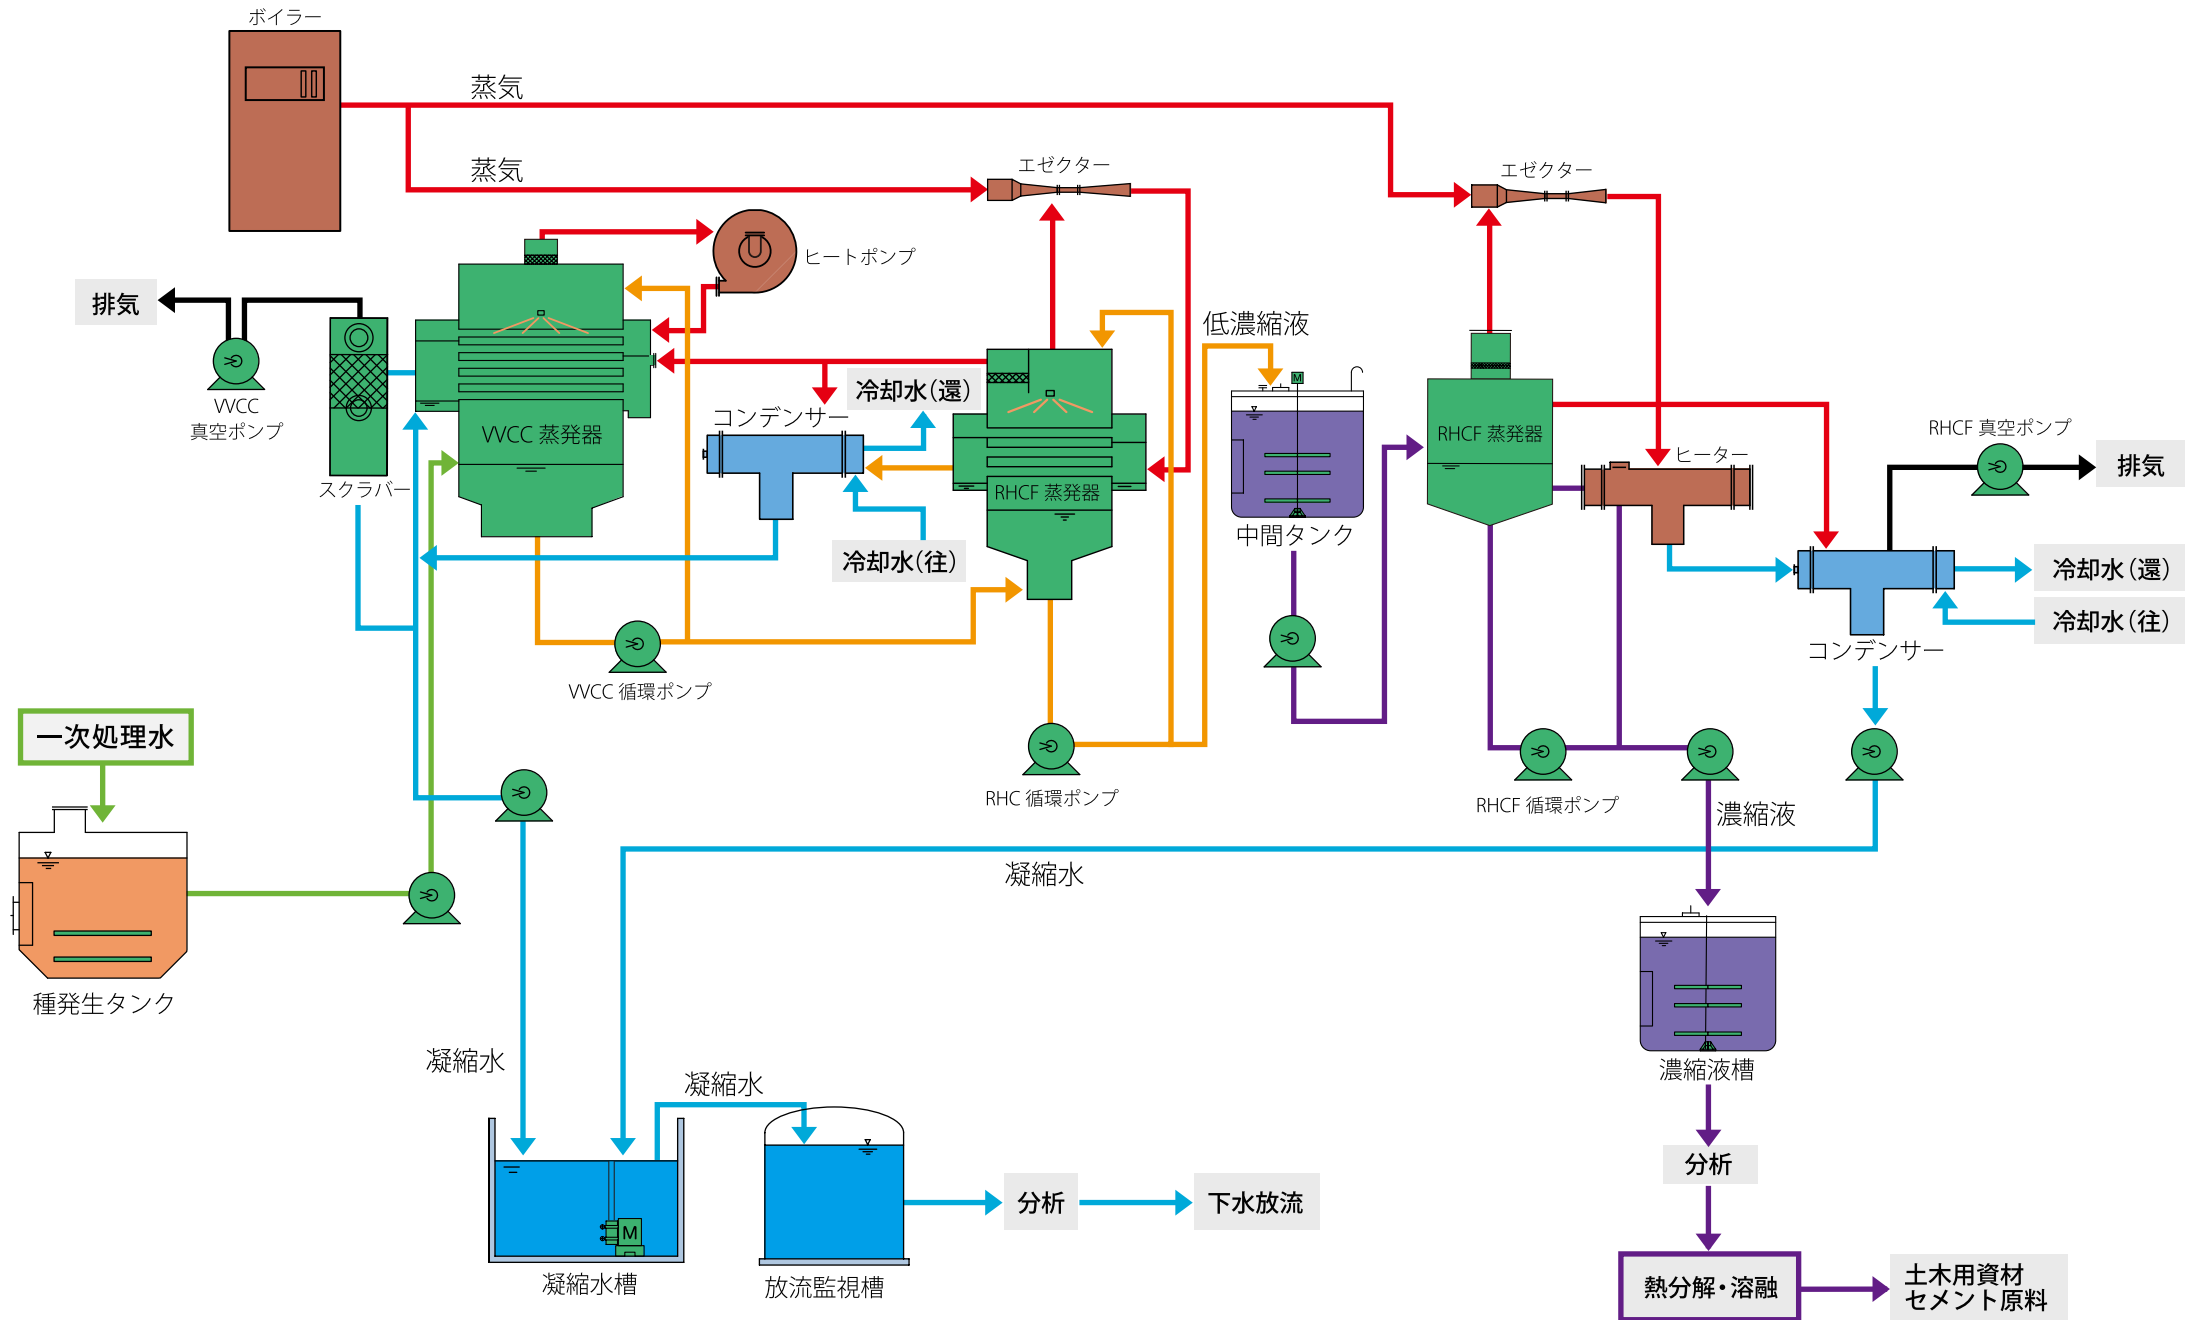 ボイラー
蒸気
蒸気
エゼクター
エゼクター
ヒートポンプ
排気
VVCC
真空ポンプ
スクラバー
VVCC 蒸発器
コンデンサー
冷却水(還)
冷却水(往)
RHCF 蒸発器
低濃縮液
M
中間タンク
RHCF 蒸発器
ヒーター
RHCF 真空ポンプ
排気
冷却水(還)
冷却水(往)
コンデンサー
VVCC 循環ポンプ
一次処理水
RHC 循環ポンプ
RHCF 循環ポンプ
濃縮液
凝縮水
種発生タンク
凝縮水
凝縮水
濃縮液槽
M
凝縮水槽
放流監視槽
分析
下水放流
分析
熱分解・溶融
土木用資材
セメント原料